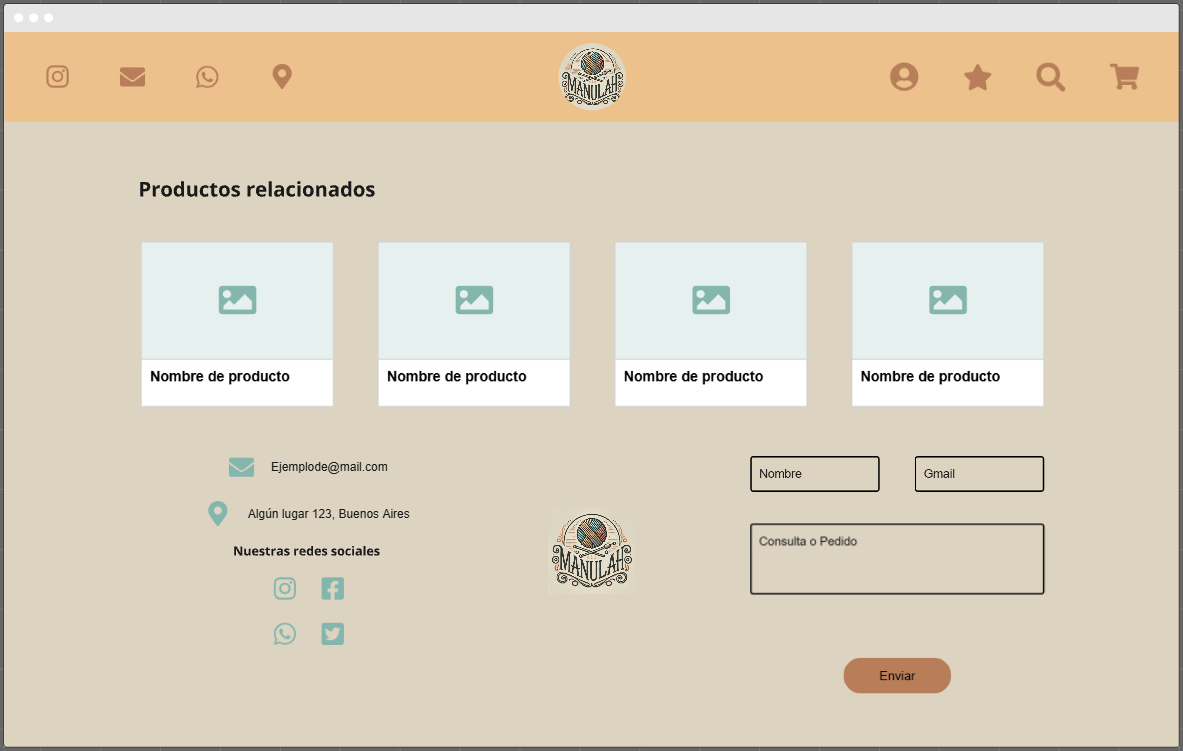 MANULAH
Productos relacionados
Nombre de producto
Nombre de producto
Nombre de producto
Nombre de producto
Ejemplode@mail.com
Algún lugar 123, Buenos Aires
Nuestras redes sociales
MANULAH
Nombre
Gmail
Consulta o Pedido
Enviar